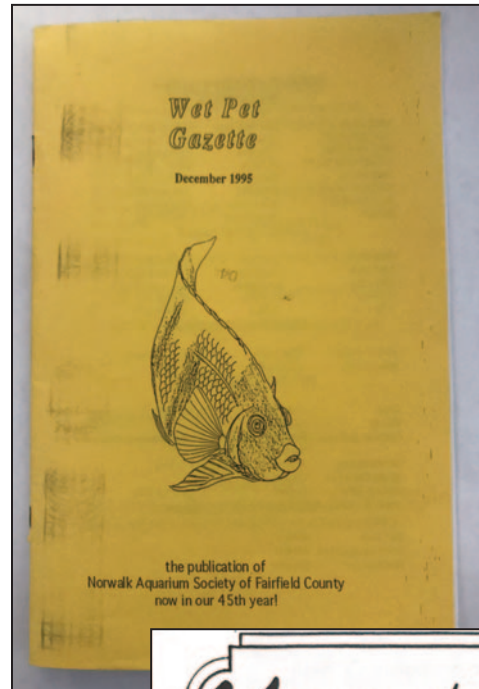 Wet Pet
Gazette
December 1995
the publication of
Norwalk Aquarium Society of Fairfield County
now in our 45th year!